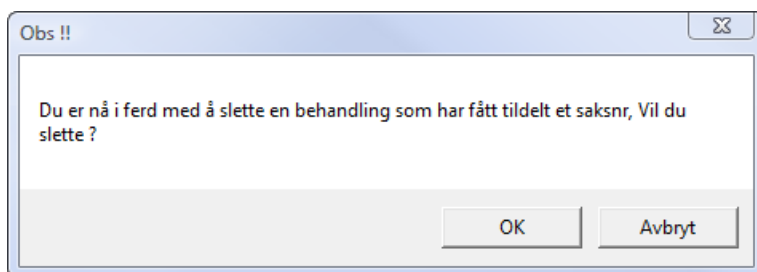 Obs !!
Du er nå i ferd med å slette en behandling som har fått tildelt et saksnr, Vil du
slette ?
OK
Avbryt